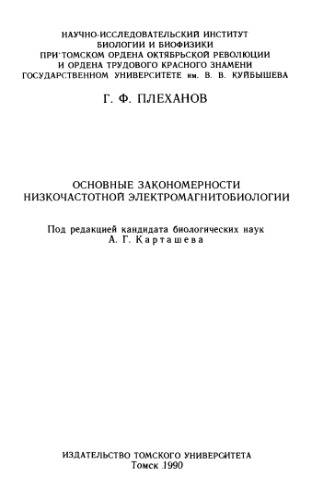 НАУЧНО-ИССЛЕДОВАТЕЛЬСКИЙ ИНСТИТУТ
БИОЛОГИИ И БИОФИЗИКИ
ПРИ ТОМСКОМ ОРДЕНА ОКТЯБРЬСКОЙ РЕВОЛЮЦИИ
И ОРДЕНА ТРУДОВОГО КРАСНОГО ЗНАМЕНИ
ГОСУДАРСТВЕННОМ УНИВЕРСИТЕТЕ им. В. В. КУЙБЫШЕВА
Г. Ф. ПЛЕХАНОВ
ОСНОВНЫЕ ЗАКОНОМЕРНОСТИ
НИЗКОЧАСТОТНОЙ ЭЛЕКТРОМАГНИТОБИОЛОГИИ
Под редакцией кандидата биологических наук
А. Г. Карташева
ИЗДАТЕЛЬСТВО ТОМСКОГО УНИВЕРСИТЕТА
Томск 1990